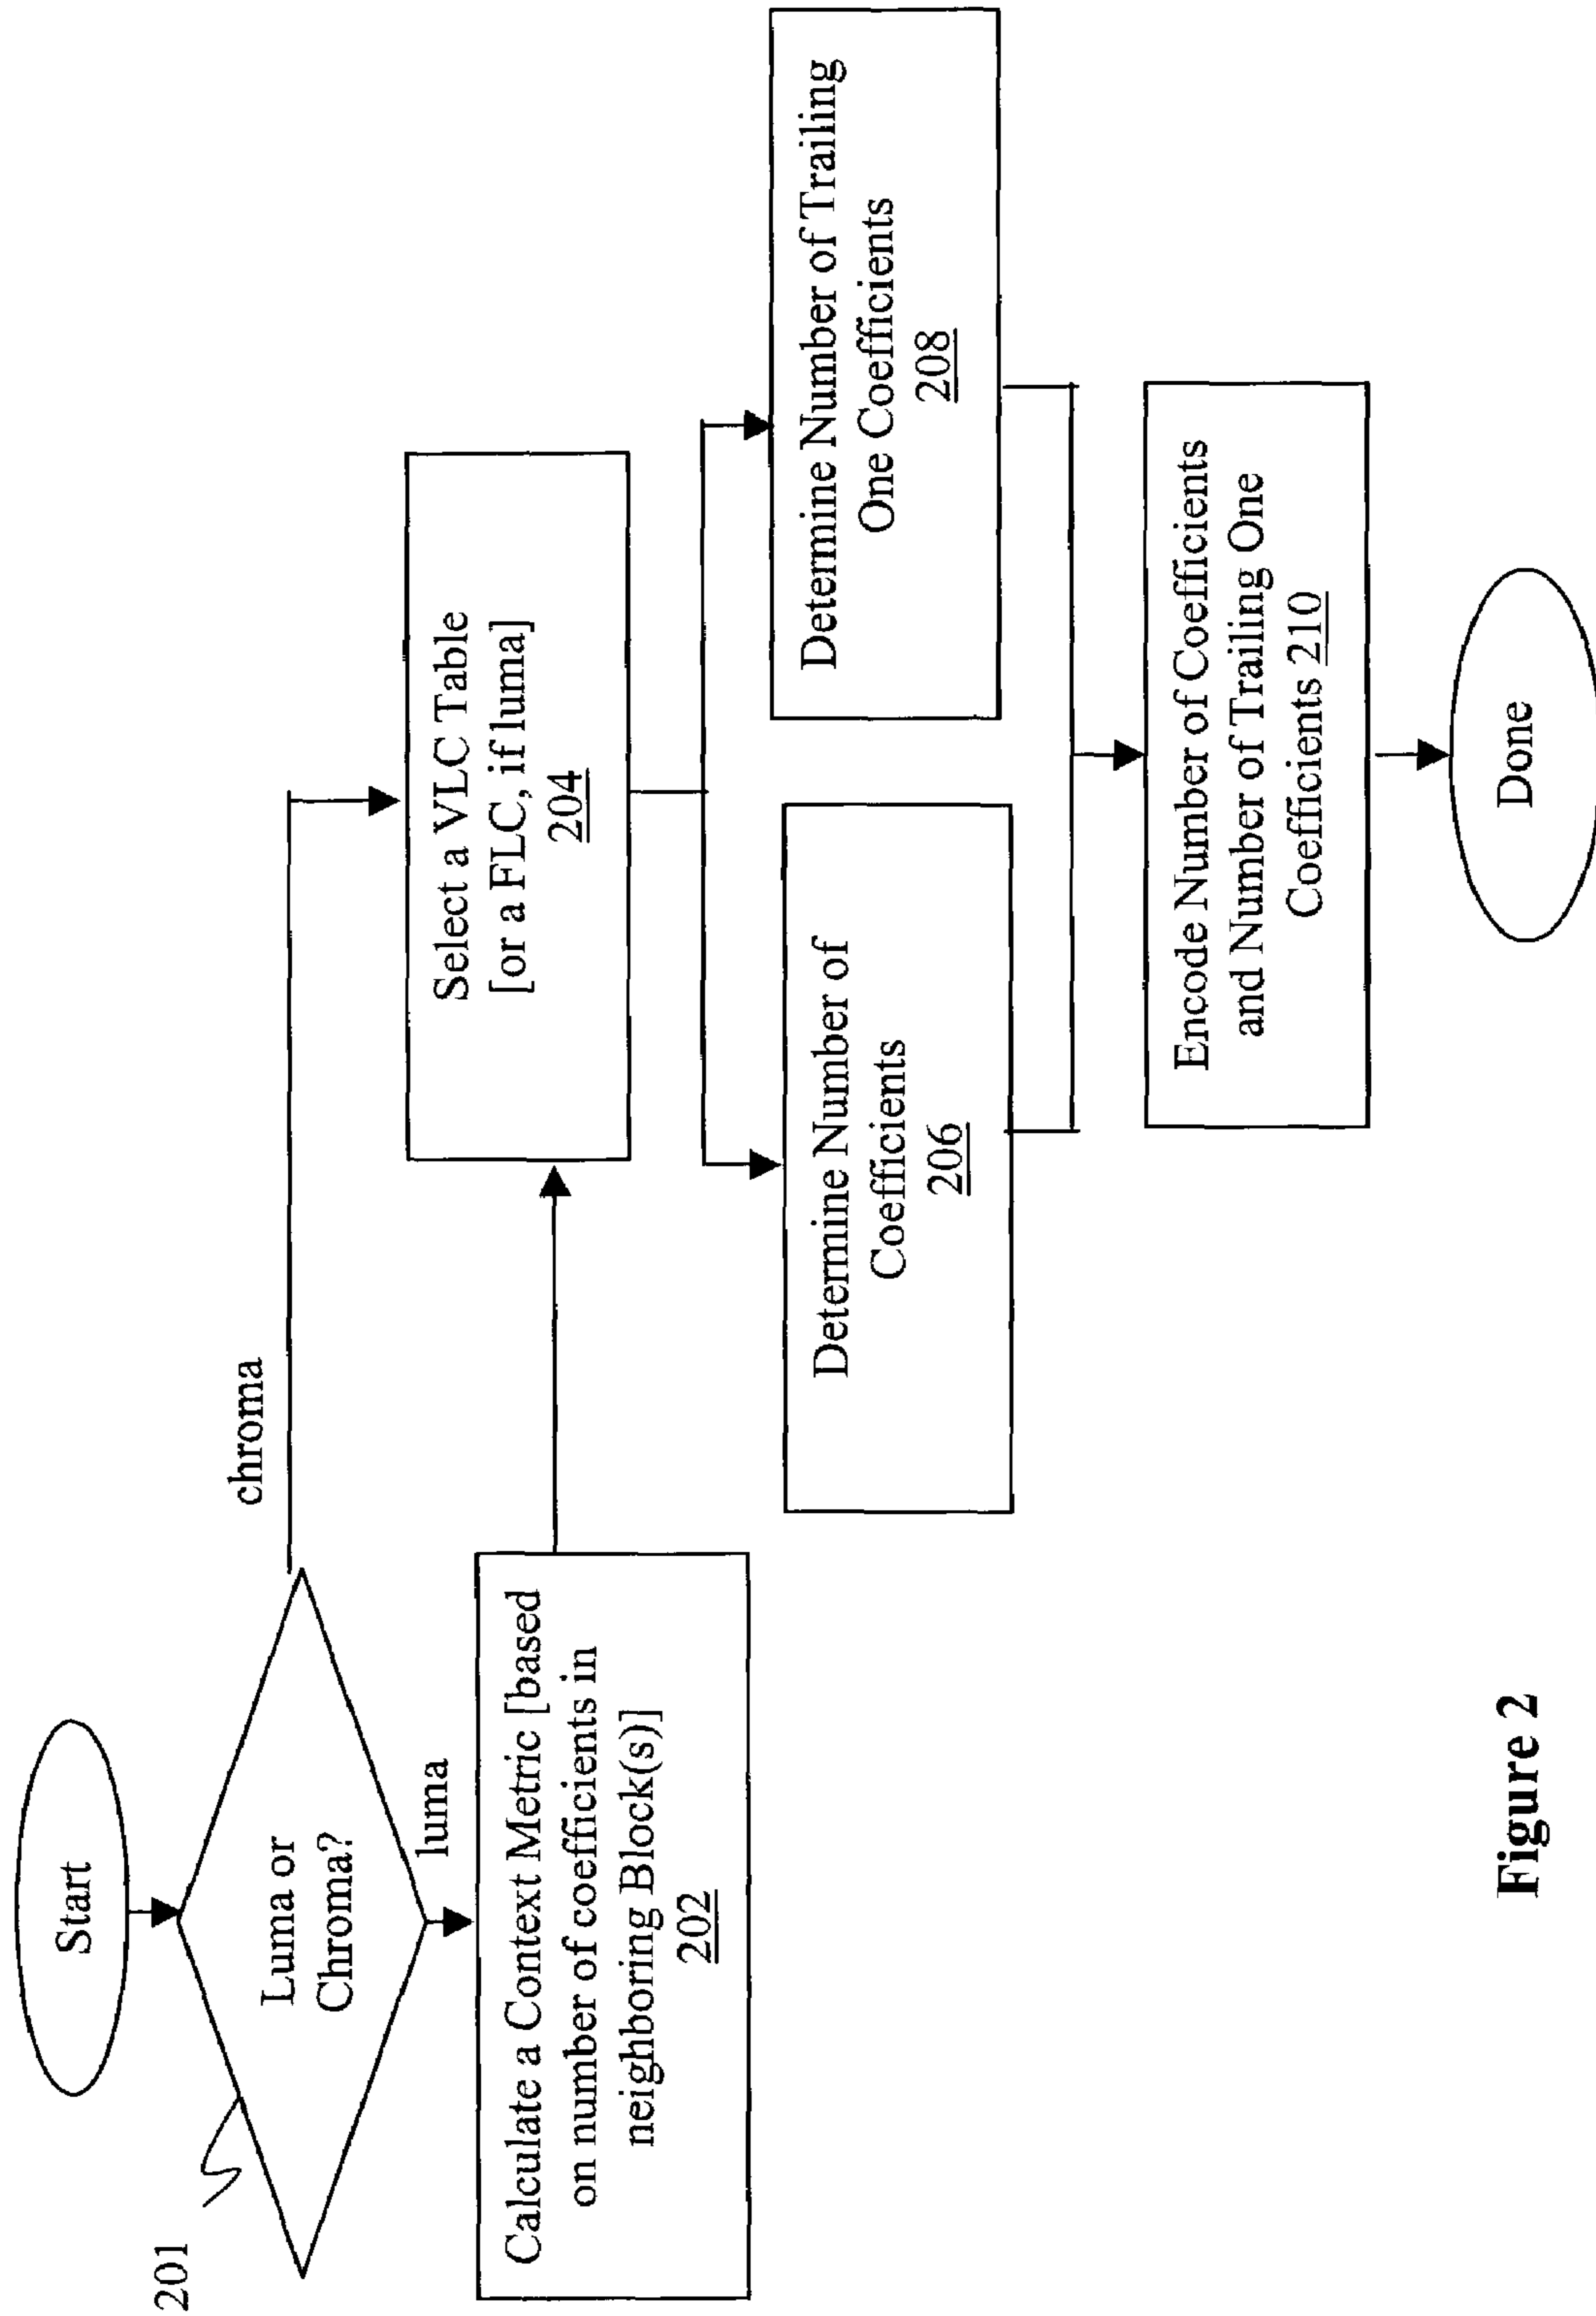 Start
201
Luma or
Chroma?
chroma
luma
Calculate a Context Metric [based
on number of coefficients in
neighboring Block(s)]
202
Select a VLC Table
[or a FLC, if luma]
204
Determine Number of
Coefficients
206
Determine Number of Trailing
One Coefficients
208
Encode Number of Coefficients
and Number of Trailing One
Coefficients 210
Done
Figure 2